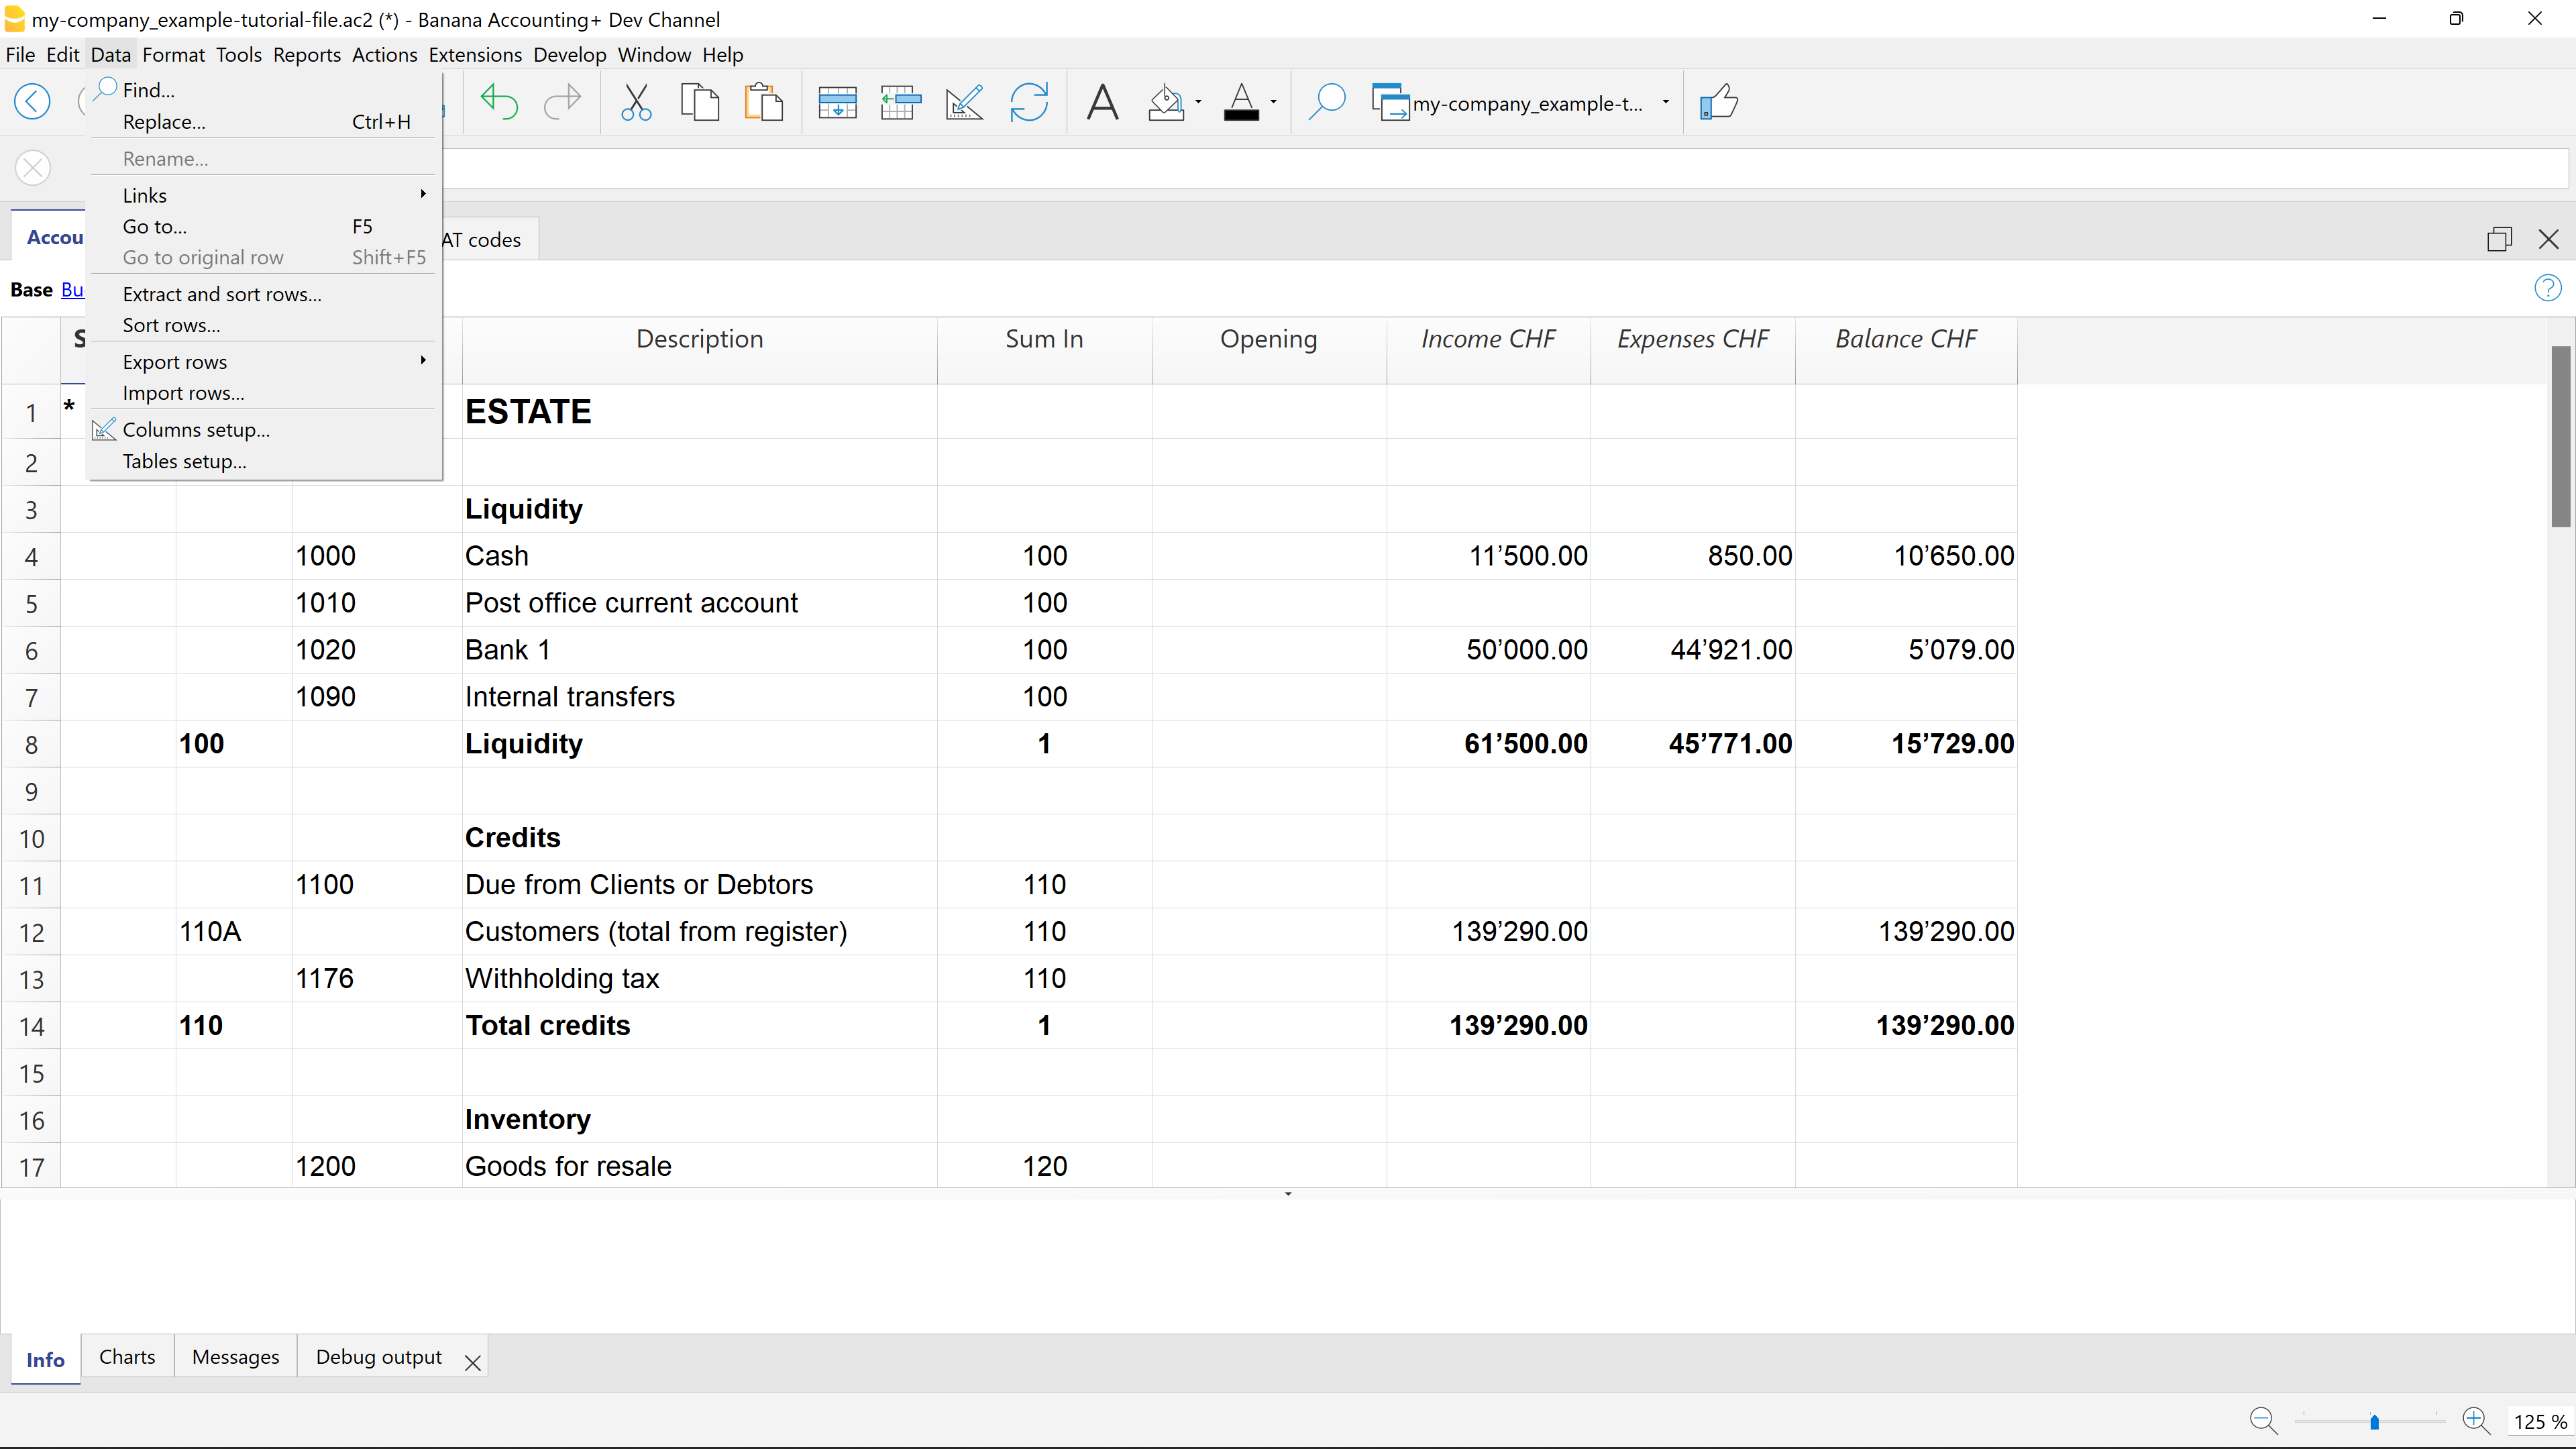 my-company_example-tutorial-file.ac2 (*) - Banana Accounting+ Dev Channel
File Edit Data Format Tools Reports Actions Extensions Develop Window Help
Find...
Replace... Ctrl+H
Rename...
Links
Go to... F5
Go to original row Shift+F5
Extract and sort rows...
Sort rows...
Export rows
Import rows...
Columns setup...
Tables setup...
my-company_example-t...
Accou AT codes
Base Bu
S Description Sum In Opening Income CHF Expenses CHF Balance CHF
1 * ESTATE
2
3 Liquidity
4 1000 Cash 100 11’500.00 850.00 10’650.00
5 1010 Post office current account 100
6 1020 Bank 1 100 50’000.00 44’921.00 5’079.00
7 1090 Internal transfers 100
8 100 Liquidity 1 61’500.00 45’771.00 15’729.00
9
10 Credits
11 1100 Due from Clients or Debtors 110
12 110A Customers (total from register) 110 139’290.00 139’290.00
13 1176 Withholding tax 110
14 110 Total credits 1 139’290.00 139’290.00
15
16 Inventory
17 1200 Goods for resale 120
Info Charts Messages Debug output
125 %